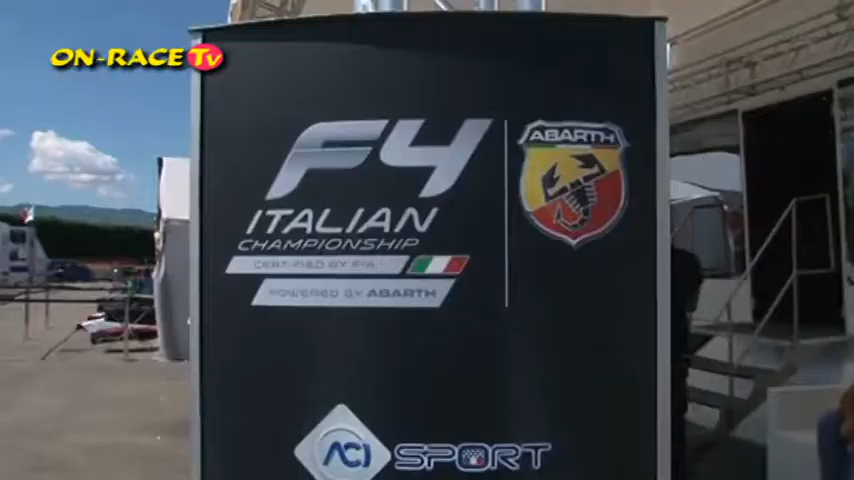 ON-RACE Tv
F4
ITALIAN
CHAMPIONSHIP
CERTIFIED BY FIA
POWERED BY ABARTH
ABARTH
ACI
SPORT